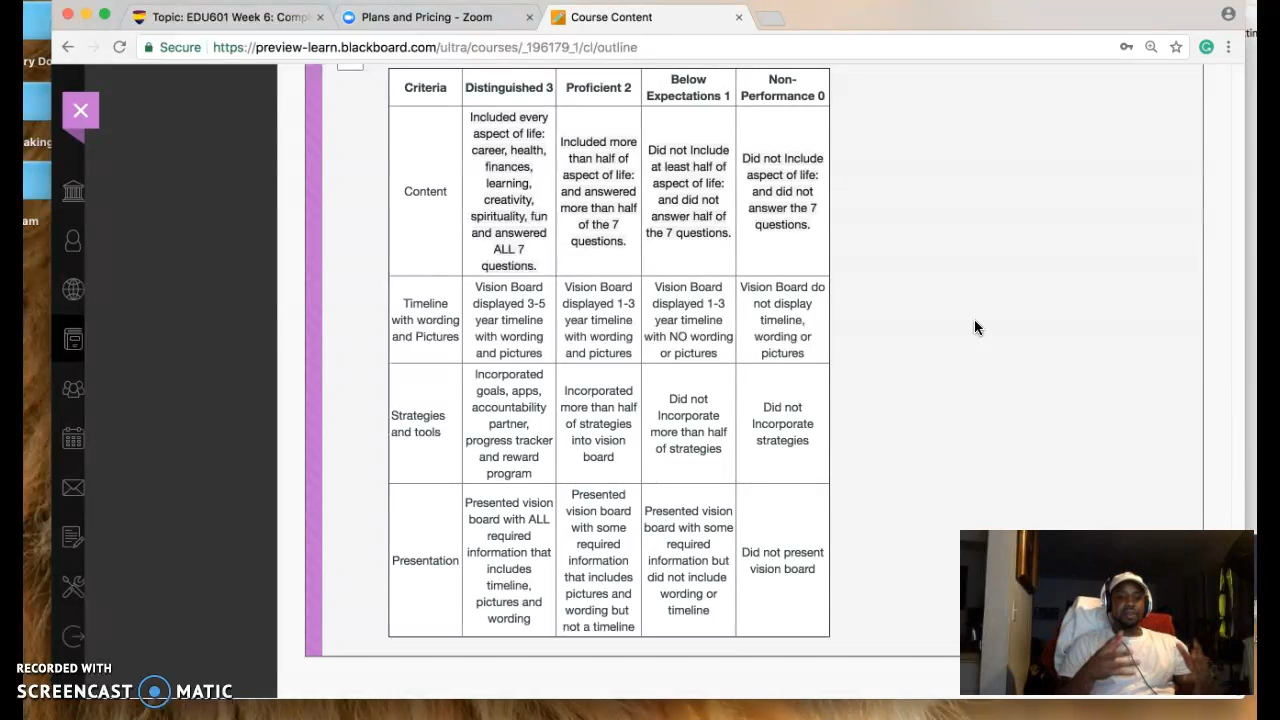 Topic: EDU601 Week 6: Comp
Plans and Pricing - Zoom
Course Content
Secure
https://preview-learn.blackboard.com/ultra/courses/_196179_1/cl/outline
ry Do
aking
am
Criteria
Distinguished 3
Proficient 2
Below
Expectations 1
Non-
Performance 0
Content
Included every
aspect of life:
career, health,
finances,
learning,
creativity,
spirituality, fun
and answered
ALL 7
questions.
Included more
than half of
aspect of life:
and answered
more than half
of the 7
questions.
Did not Include
at least half of
aspect of life:
and did not
answer half of
the 7 questions.
Did not Include
aspect of life:
and did not
answer the 7
questions.
Timeline
with wording
and Pictures
Vision Board
displayed 3-5
year timeline
with wording
and pictures
Vision Board
displayed 1-3
year timeline
with wording
and pictures
Vision Board
displayed 1-3
year timeline
with NO wording
or pictures
Vision Board do
not display
timeline,
wording or
pictures
Strategies
and tools
Incorporated
goals, apps,
accountability
partner,
progress tracker
and reward
program
Incorporated
more than half
of strategies
into vision
board
Did not
Incorporate
more than half
of strategies
Did not
Incorporate
strategies
Presentation
Presented vision
board with ALL
required
information that
includes
timeline,
pictures and
wording
Presented
vision board
with some
required
information
that includes
pictures and
wording but
not a timeline
Presented vision
board with some
required
information but
did not include
wording or
timeline
Did not present
vision board
RECORDED WITH
SCREENCAST MATIC